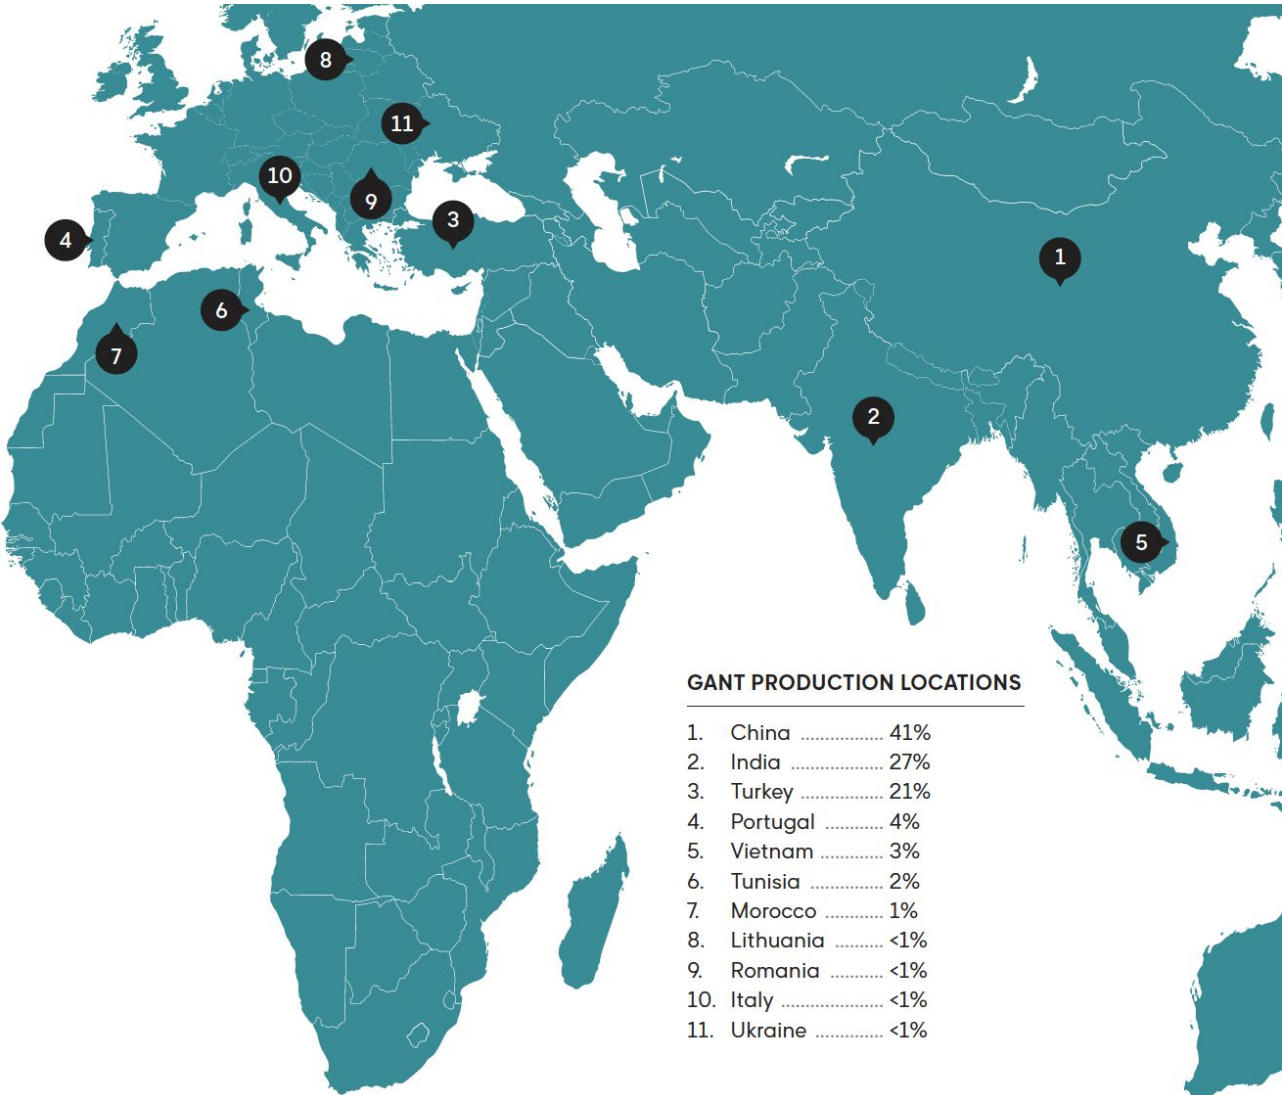 8
11
10
9
3
4
1
6
7
2
5
GANT PRODUCTION LOCATIONS
1. China ................ 41%
2. India .................. 27%
3. Turkey ................ 21%
4. Portugal ............ 4%
5. Vietnam ............. 3%
6. Tunisia .............. 2%
7. Morocco ........... 1%
8. Lithuania .......... <1%
9. Romania ........... <1%
10. Italy .................... <1%
11. Ukraine ............. <1%